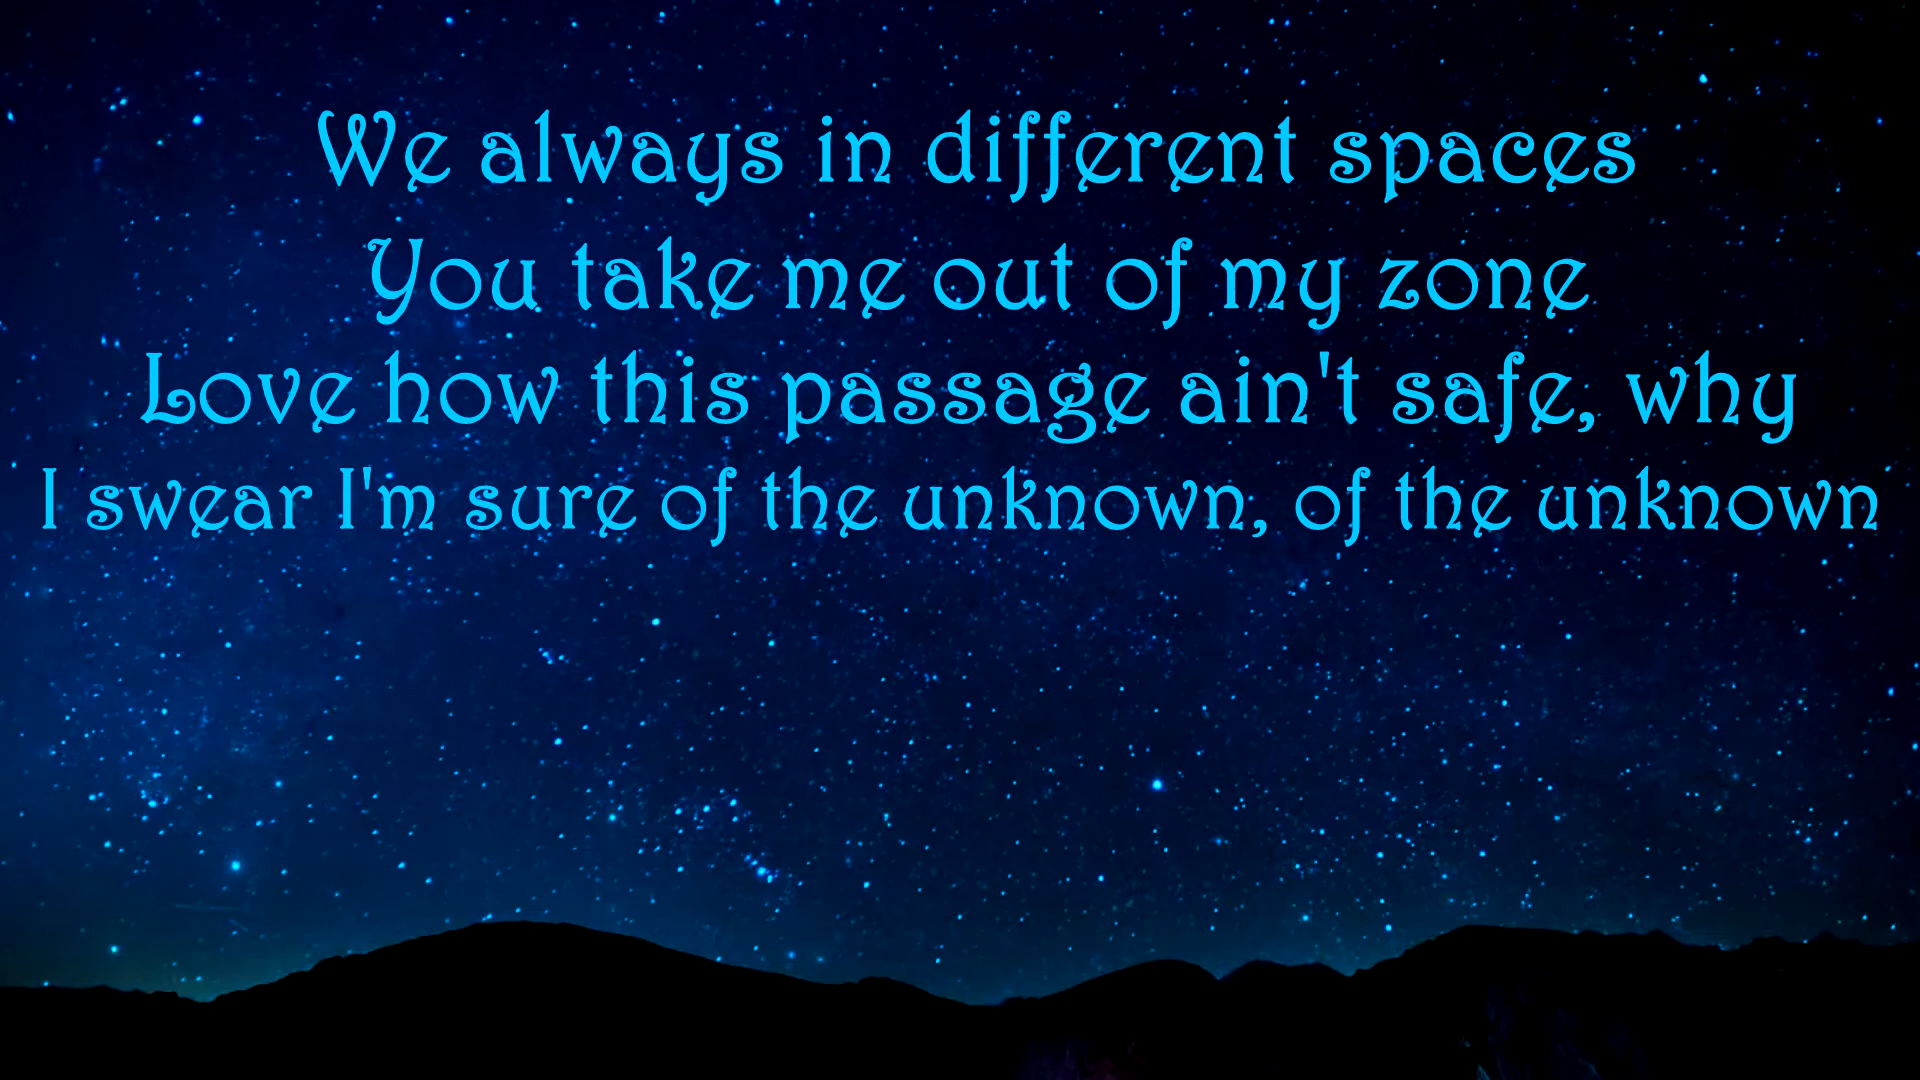 We always in different spaces
You take me out of my zone
Love how this passage ain't safe, why
I swear I'm sure of the unknown, of the unknown